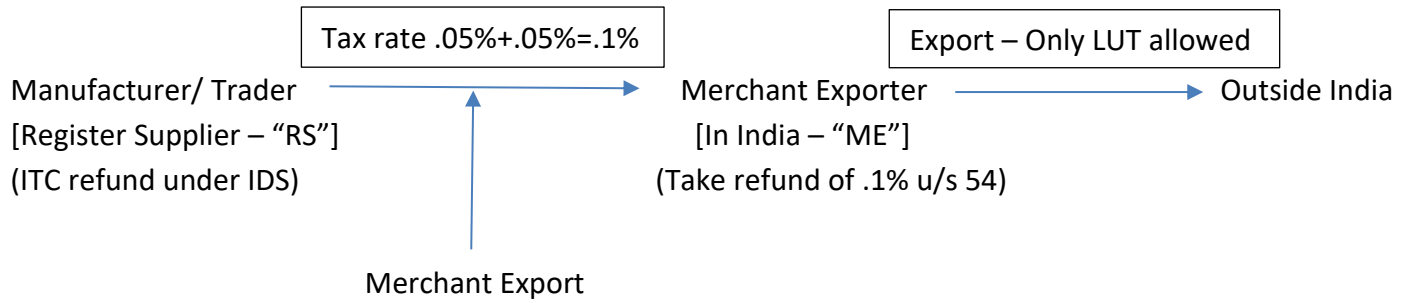 Tax rate .05%+.05%=.1%
Export – Only LUT allowed
Manufacturer/ Trader
Merchant Exporter
Outside India
[Register Supplier – “RS”]
[In India – “ME”]
(ITC refund under IDS)
(Take refund of .1% u/s 54)
Merchant Export